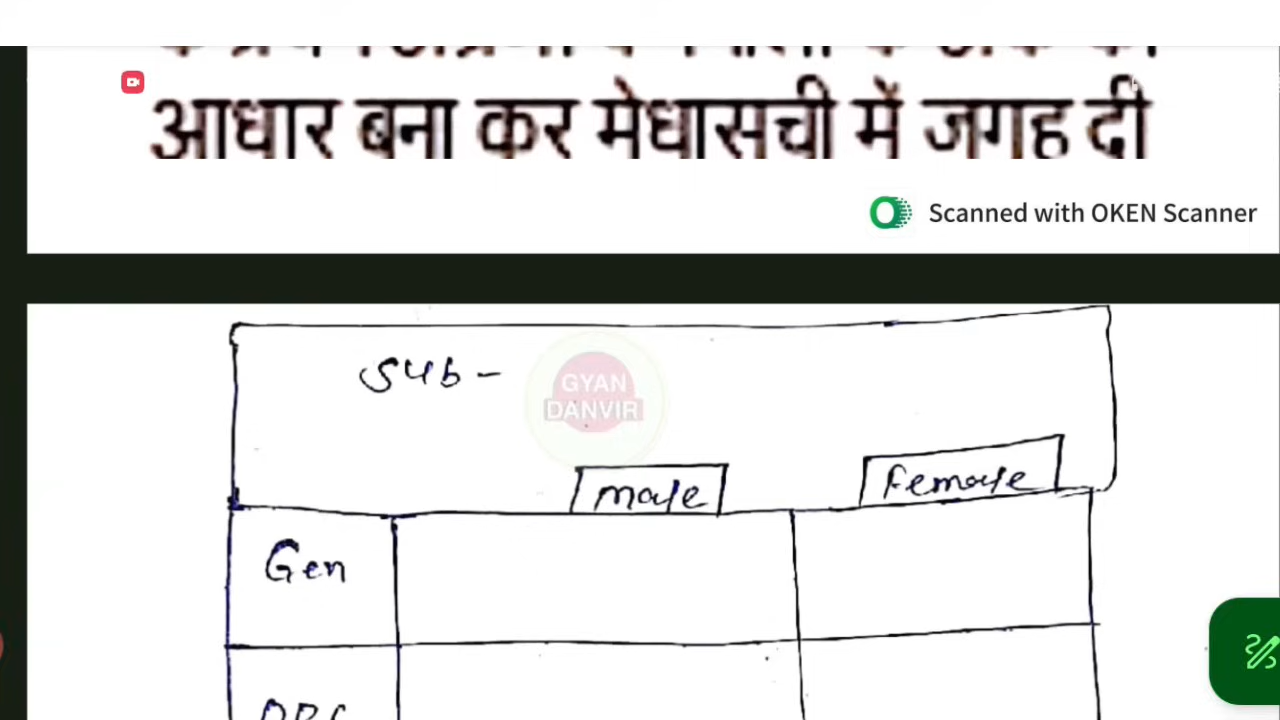 आधार बना कर मेधासची में जगह दी
Scanned with OKEN Scanner
Sub -
GYAN
DANVIR
male
Female
Gen